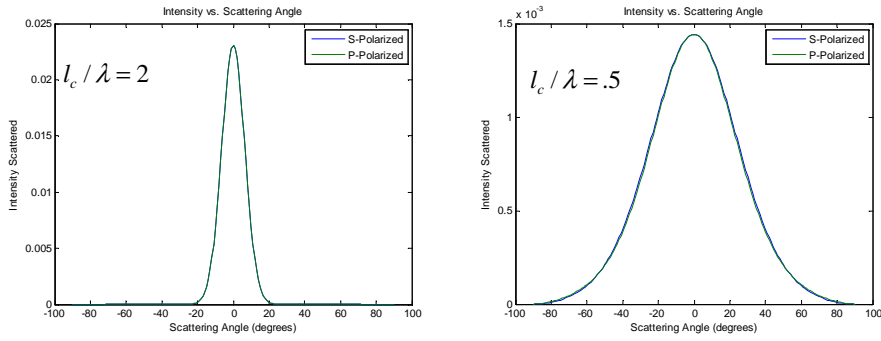 Intensity vs. Scattering Angle
0.025
0.02
0.015
0.01
0.005
0
Intensity Scattered
l_c / λ = 2
S-Polarized
P-Polarized
-100 -80 -60 -40 -20 0 20 40 60 80 100
Scattering Angle (degrees)
Intensity vs. Scattering Angle
x 10⁻³
1.5
1
0.5
0
Intensity Scattered
l_c / λ = .5
S-Polarized
P-Polarized
-100 -80 -60 -40 -20 0 20 40 60 80 100
Scattering Angle (degrees)